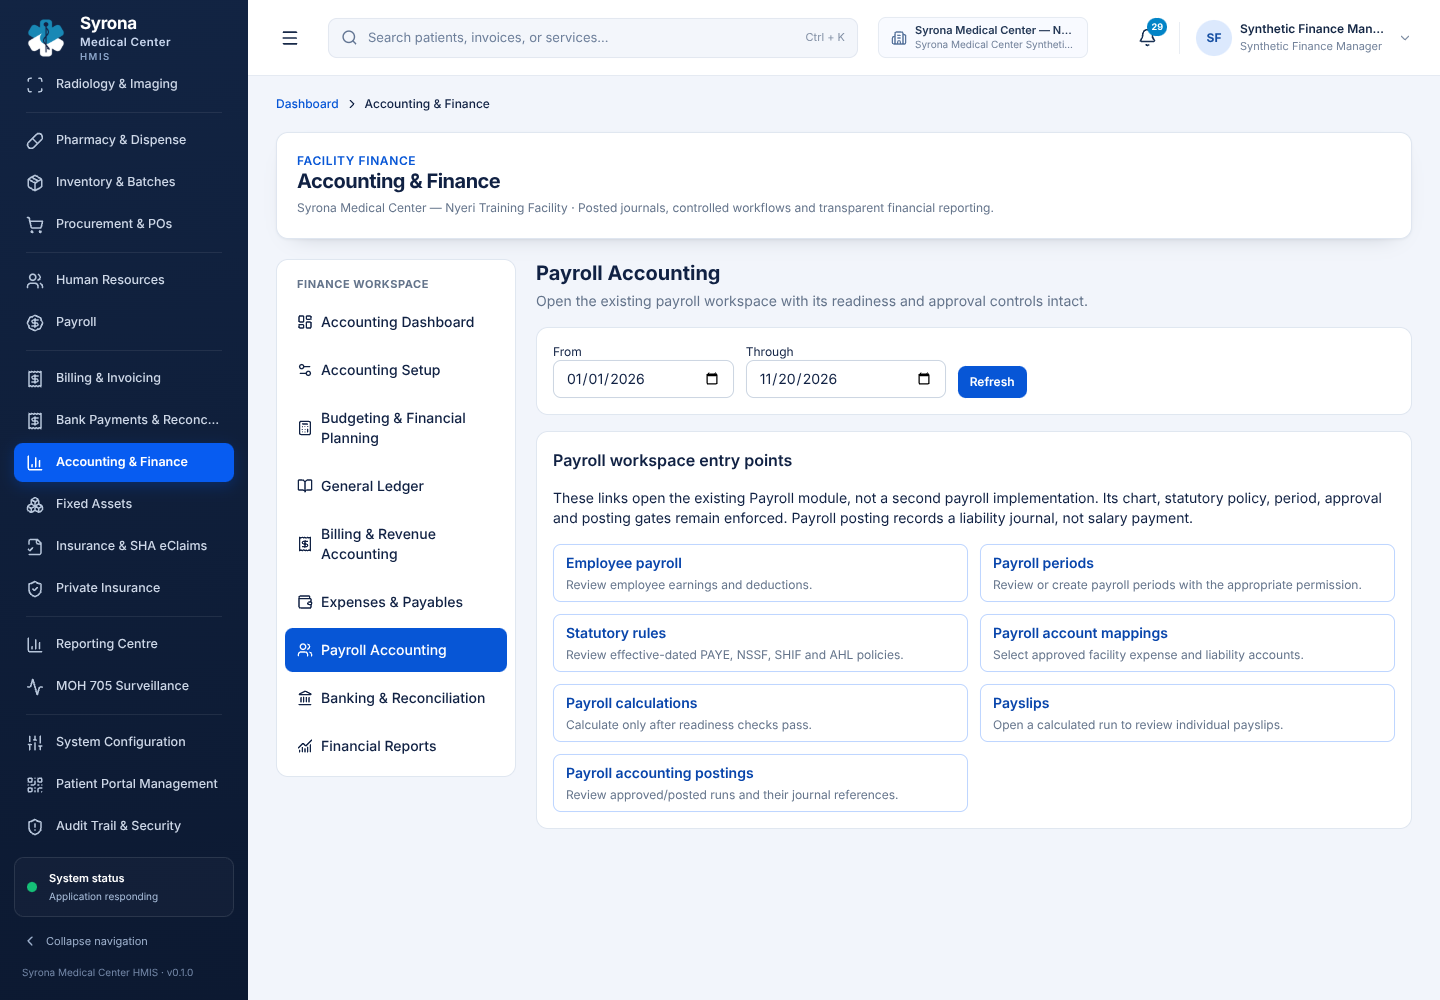 Syrona
Medical Center
HMIS
Radiology & Imaging
Pharmacy & Dispense
Inventory & Batches
Procurement & POs
Human Resources
Payroll
Billing & Invoicing
Bank Payments & Reconc...
Accounting & Finance
Fixed Assets
Insurance & SHA eClaims
Private Insurance
Reporting Centre
MOH 705 Surveillance
System Configuration
Patient Portal Management
Audit Trail & Security
System status
Application responding
Collapse navigation
Syrona Medical Center HMIS · v0.1.0
Search patients, invoices, or services...
Ctrl + K
Syrona Medical Center — N...
Syrona Medical Center Syntheti...
29
SF
Synthetic Finance Man...
Synthetic Finance Manager
Dashboard
Accounting & Finance
FACILITY FINANCE
Accounting & Finance
Syrona Medical Center — Nyeri Training Facility · Posted journals, controlled workflows and transparent financial reporting.
FINANCE WORKSPACE
Accounting Dashboard
Accounting Setup
Budgeting & Financial
Planning
General Ledger
Billing & Revenue
Accounting
Expenses & Payables
Payroll Accounting
Banking & Reconciliation
Financial Reports
Payroll Accounting
Open the existing payroll workspace with its readiness and approval controls intact.
From
01/01/2026
Through
11/20/2026
Refresh
Payroll workspace entry points
These links open the existing Payroll module, not a second payroll implementation. Its chart, statutory policy, period, approval
and posting gates remain enforced. Payroll posting records a liability journal, not salary payment.
Employee payroll
Review employee earnings and deductions.
Payroll periods
Review or create payroll periods with the appropriate permission.
Statutory rules
Review effective-dated PAYE, NSSF, SHIF and AHL policies.
Payroll account mappings
Select approved facility expense and liability accounts.
Payroll calculations
Calculate only after readiness checks pass.
Payslips
Open a calculated run to review individual payslips.
Payroll accounting postings
Review approved/posted runs and their journal references.